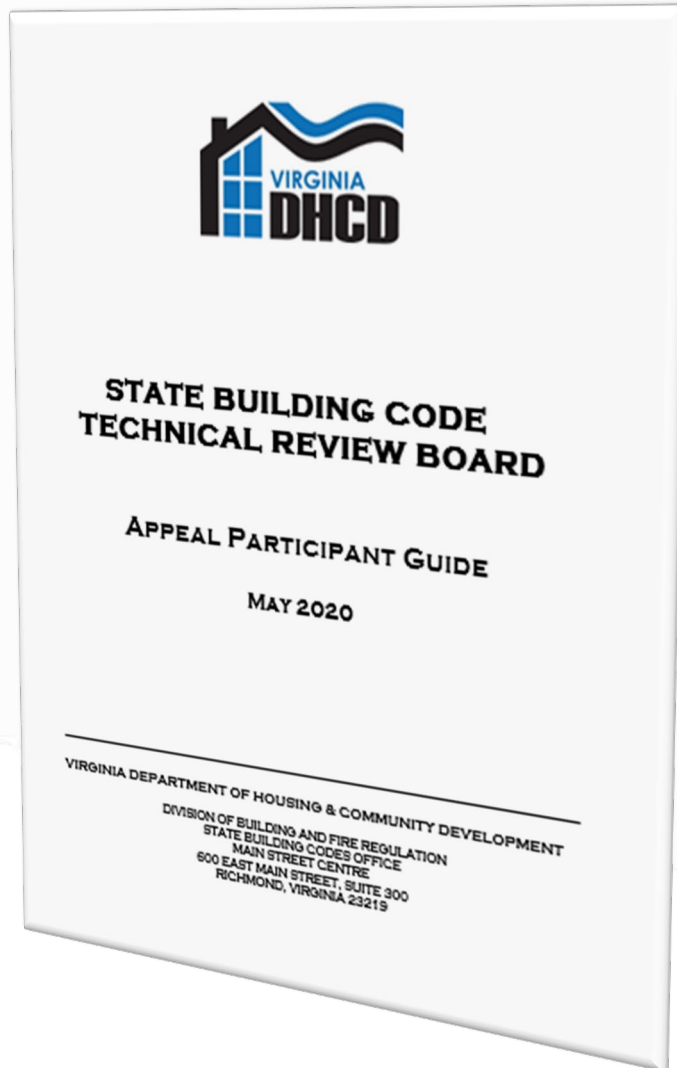 VIRGINIA
DHCD
STATE BUILDING CODE
TECHNICAL REVIEW BOARD
APPEAL PARTICIPANT GUIDE
MAY 2020
VIRGINIA DEPARTMENT OF HOUSING & COMMUNITY DEVELOPMENT
DIVISION OF BUILDING AND FIRE REGULATION
STATE BUILDING CODES OFFICE
MAIN STREET CENTRE
600 EAST MAIN STREET, SUITE 300
RICHMOND, VIRGINIA 23219